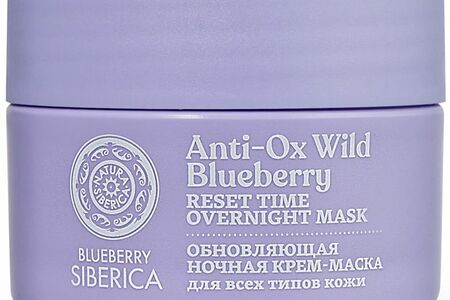 Anti-Ox Wild
Blueberry
RESET TIME
OVERNIGHT MASK
ОБНОВЛЯЮЩАЯ
НОЧНАЯ КРЕМ-МАСКА
для всех типов кожи
NATURA
SIBERICA
BLUEBERRY
SIBERICA